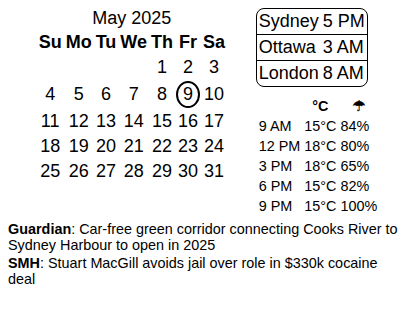 May 2025
Su Mo Tu We Th Fr Sa
1 2 3
4 5 6 7 8 9 10
11 12 13 14 15 16 17
18 19 20 21 22 23 24
25 26 27 28 29 30 31
Sydney 5 PM
Ottawa 3 AM
London 8 AM
°C ☂
9 AM 15°C 84%
12 PM 18°C 80%
3 PM 18°C 65%
6 PM 15°C 82%
9 PM 15°C 100%
Guardian: Car-free green corridor connecting Cooks River to
Sydney Harbour to open in 2025
SMH: Stuart MacGill avoids jail over role in $330k cocaine
deal